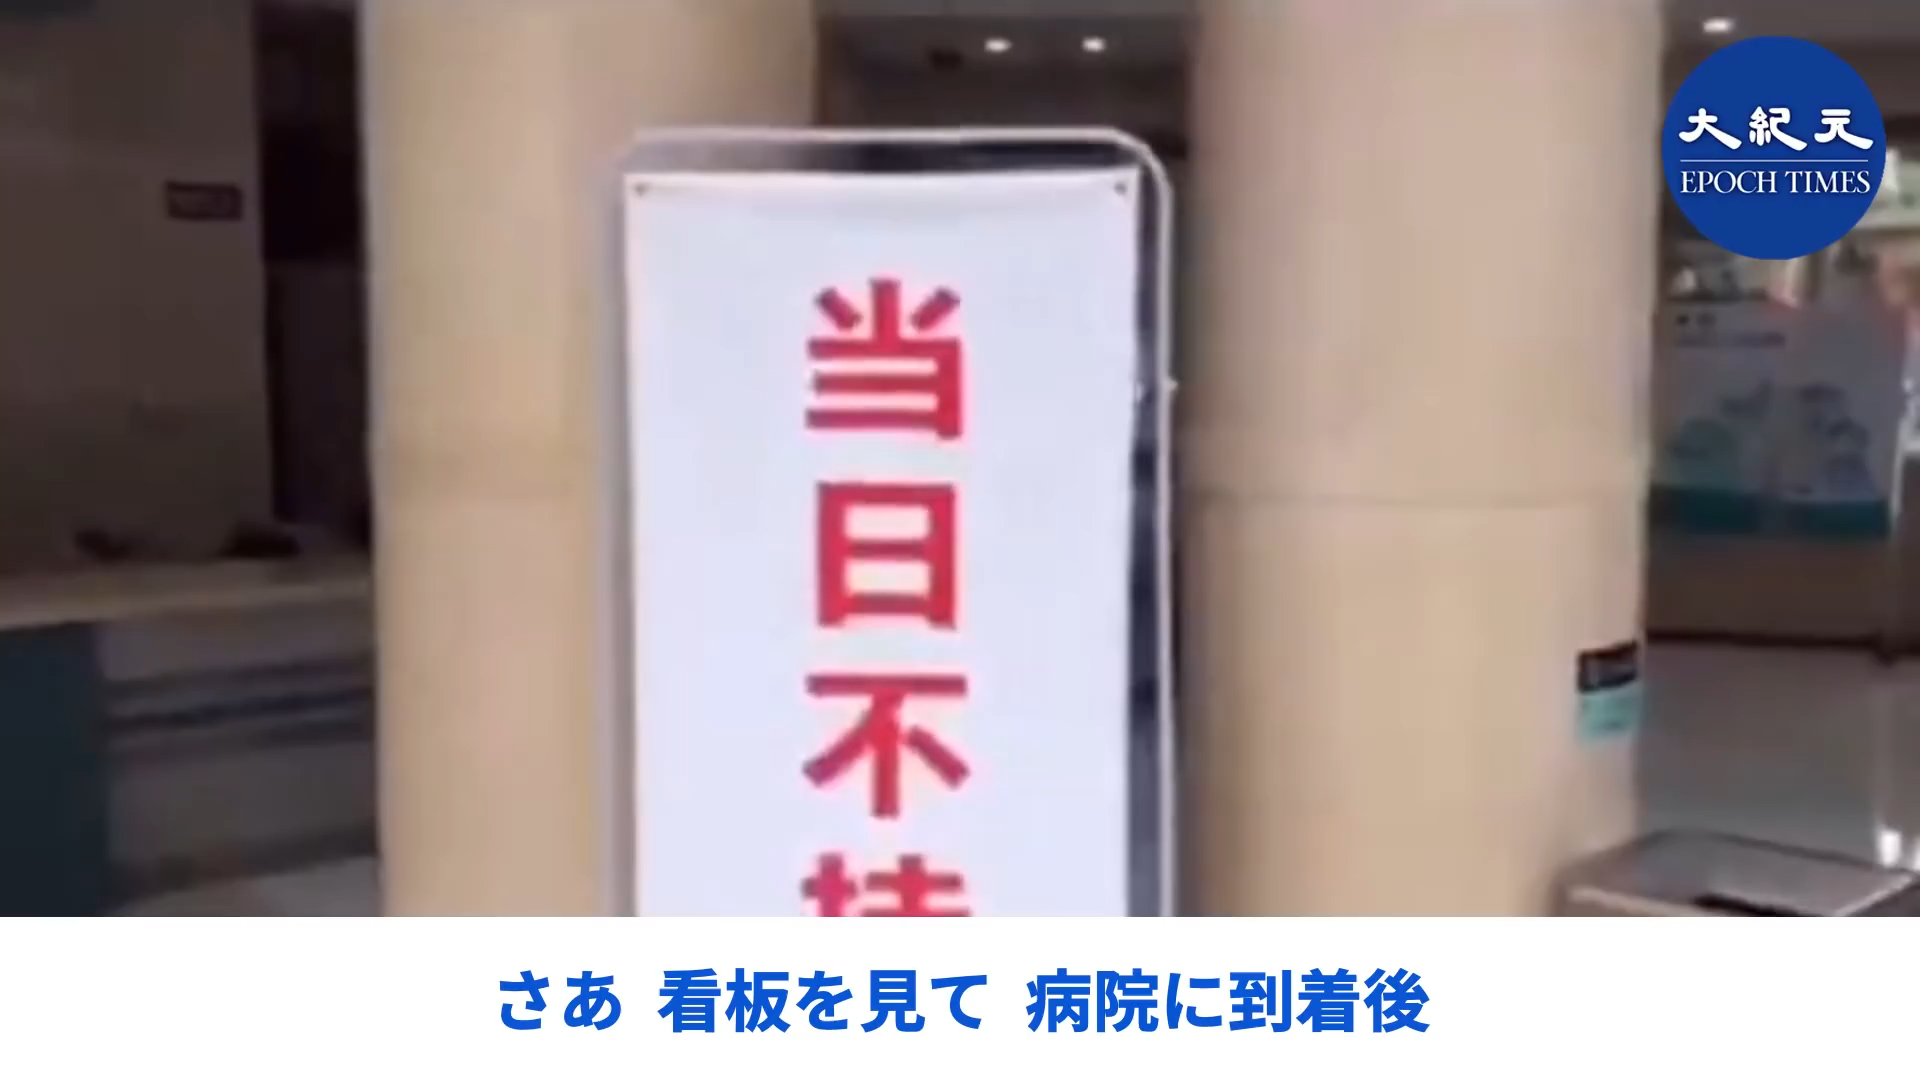 大紀元
EPOCH TIMES
当
日
不
さあ 看板を見て 病院に到着後